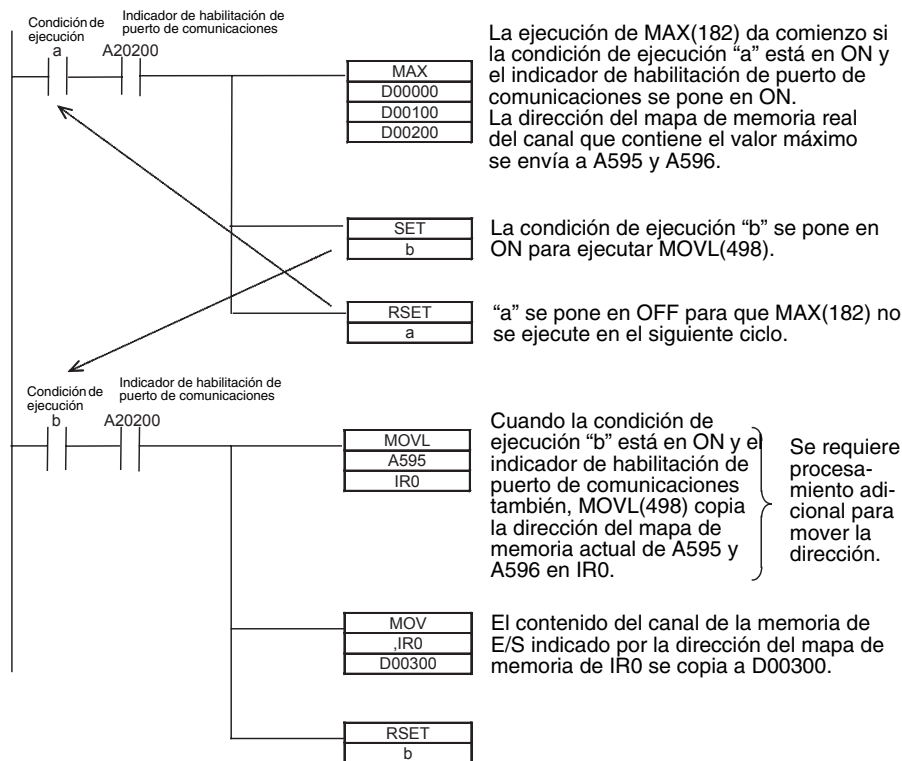 Condición de
ejecución
a
Indicador de habilitación de
puerto de comunicaciones
A20200
MAX
D00000
D00100
D00200
La ejecución de MAX(182) da comienzo si
la condición de ejecución “a” está en ON y
el indicador de habilitación de puerto de
comunicaciones se pone en ON.
La dirección del mapa de memoria real
del canal que contiene el valor máximo
se envía a A595 y A596.
SET
b
La condición de ejecución “b” se pone en
ON para ejecutar MOVL(498).
RSET
a
“a” se pone en OFF para que MAX(182) no
se ejecute en el siguiente ciclo.
Condición de
ejecución
b
Indicador de habilitación de
puerto de comunicaciones
A20200
MOVL
A595
IR0
Cuando la condición de
ejecución “b” está en ON y el
indicador de habilitación de
puerto de comunicaciones
también, MOVL(498) copia
la dirección del mapa de
memoria actual de A595 y
A596 en IR0.
Se requiere
procesa-
miento adi-
cional para
mover la
dirección.
MOV
,IR0
D00300
El contenido del canal de la memoria de
E/S indicado por la dirección del mapa de
memoria de IR0 se copia a D00300.
RSET
b